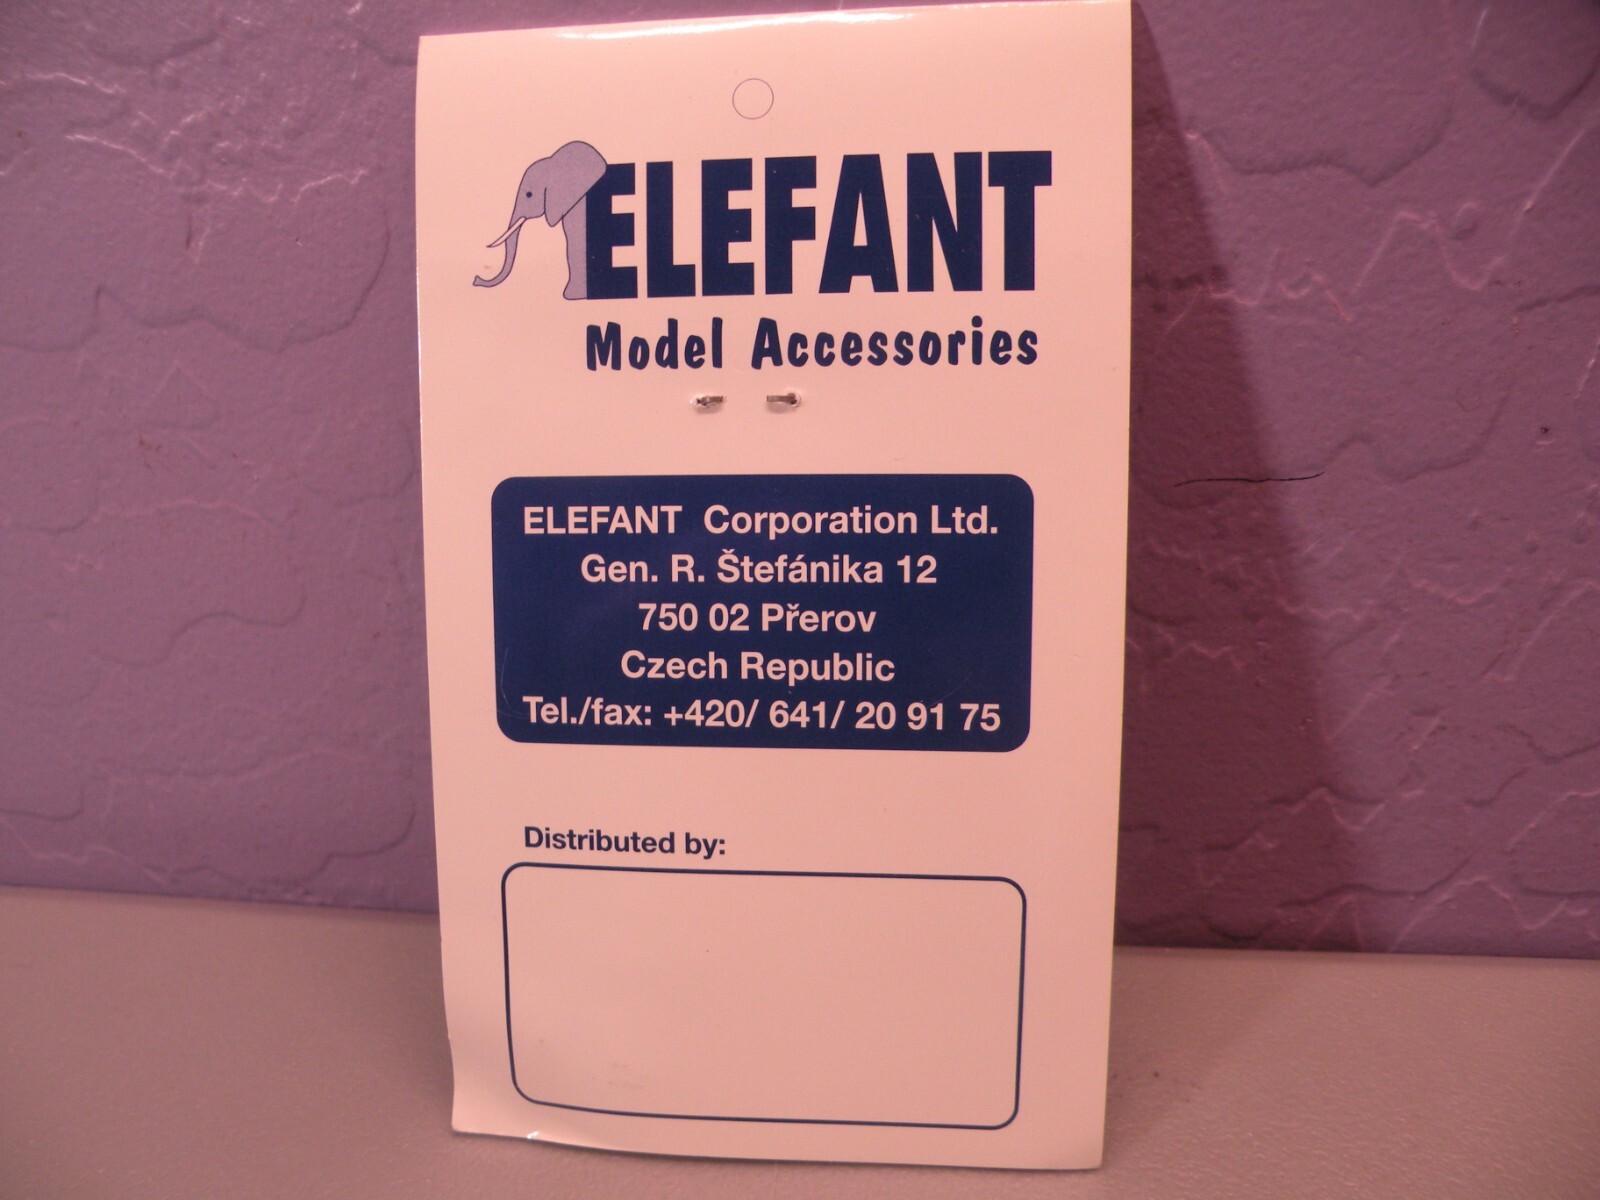 ELEFANT
Model Accessories
ELEFANT Corporation Ltd.
Gen. R. Štefánika 12
750 02 Přerov
Czech Republic
Tel./fax: +420/ 641/ 20 91 75
Distributed by: